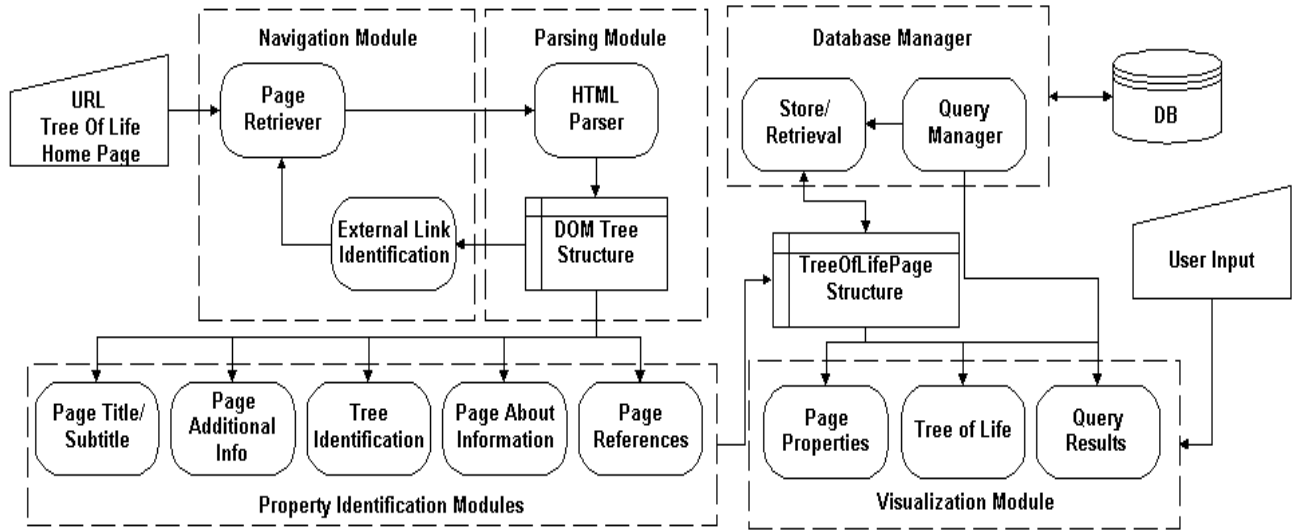 Navigation Module
Parsing Module
Database Manager
URL
Tree Of Life
Home Page
Page
Retriever
HTML
Parser
Store/
Retrieval
Query
Manager
DB
External Link
Identification
DOM Tree
Structure
TreeOfLifePage
Structure
User Input
Page Title/
Subtitle
Page
Additional
Info
Tree
Identification
Page About
Information
Page
References
Page
Properties
Tree of Life
Query
Results
Property Identification Modules
Visualization Module